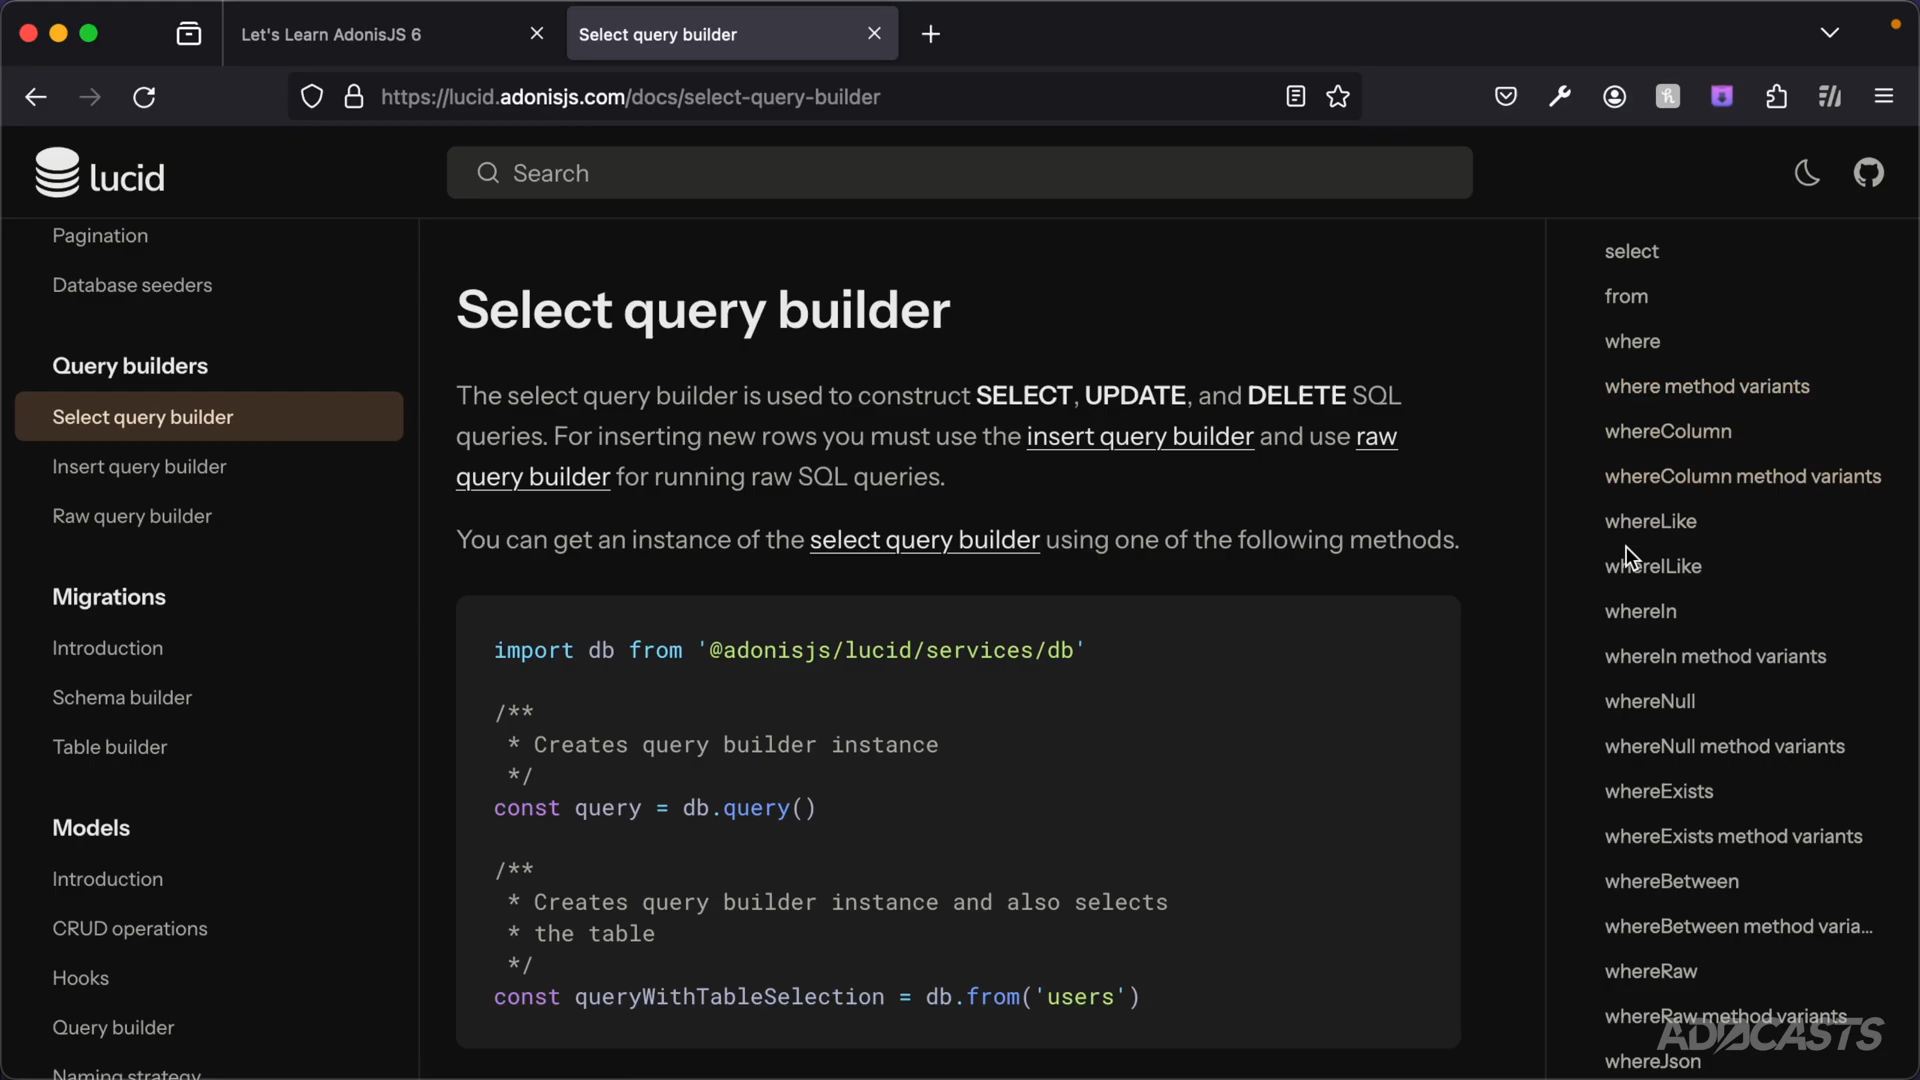 Let's Learn AdonisJS 6
Select query builder
https://lucid.adonisjs.com/docs/select-query-builder
lucid
Search
Pagination
Database seeders
Query builders
Select query builder
Insert query builder
Raw query builder
Migrations
Introduction
Schema builder
Table builder
Models
Introduction
CRUD operations
Hooks
Query builder
Naming strategy
Select query builder
The select query builder is used to construct SELECT, UPDATE, and DELETE SQL
queries. For inserting new rows you must use the insert query builder and use raw
query builder for running raw SQL queries.
You can get an instance of the select query builder using one of the following methods.
import db from '@adonisjs/lucid/services/db'
/**
* Creates query builder instance
*/
const query = db.query()
/**
* Creates query builder instance and also selects
* the table
*/
const queryWithTableSelection = db.from('users')
select
from
where
where method variants
whereColumn
whereColumn method variants
whereLike
whereILike
whereIn
whereIn method variants
whereNull
whereNull method variants
whereExists
whereExists method variants
whereBetween
whereBetween method varia...
whereRaw
whereRaw method variants
whereJson
ADOCASTS